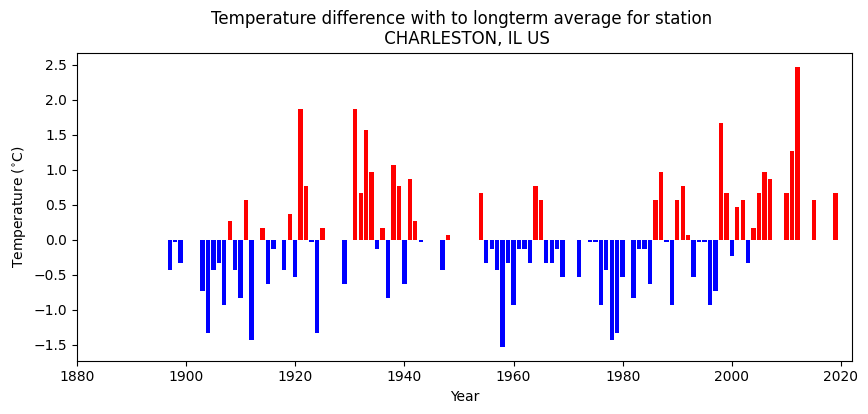 Temperature difference with to longterm average for station
CHARLESTON, IL US
2.5
2.0
1.5
1.0
0.5
0.0
−0.5
−1.0
−1.5
Temperature (°C)
1880 1900 1920 1940 1960 1980 2000 2020
Year